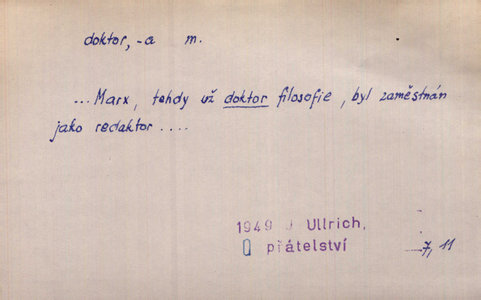 doktor, -a m.
...Marx, tehdy už doktor filosofie, byl zaměstnán
jako redaktor....
1949 J Ullrich,
O přátelství
7, 11